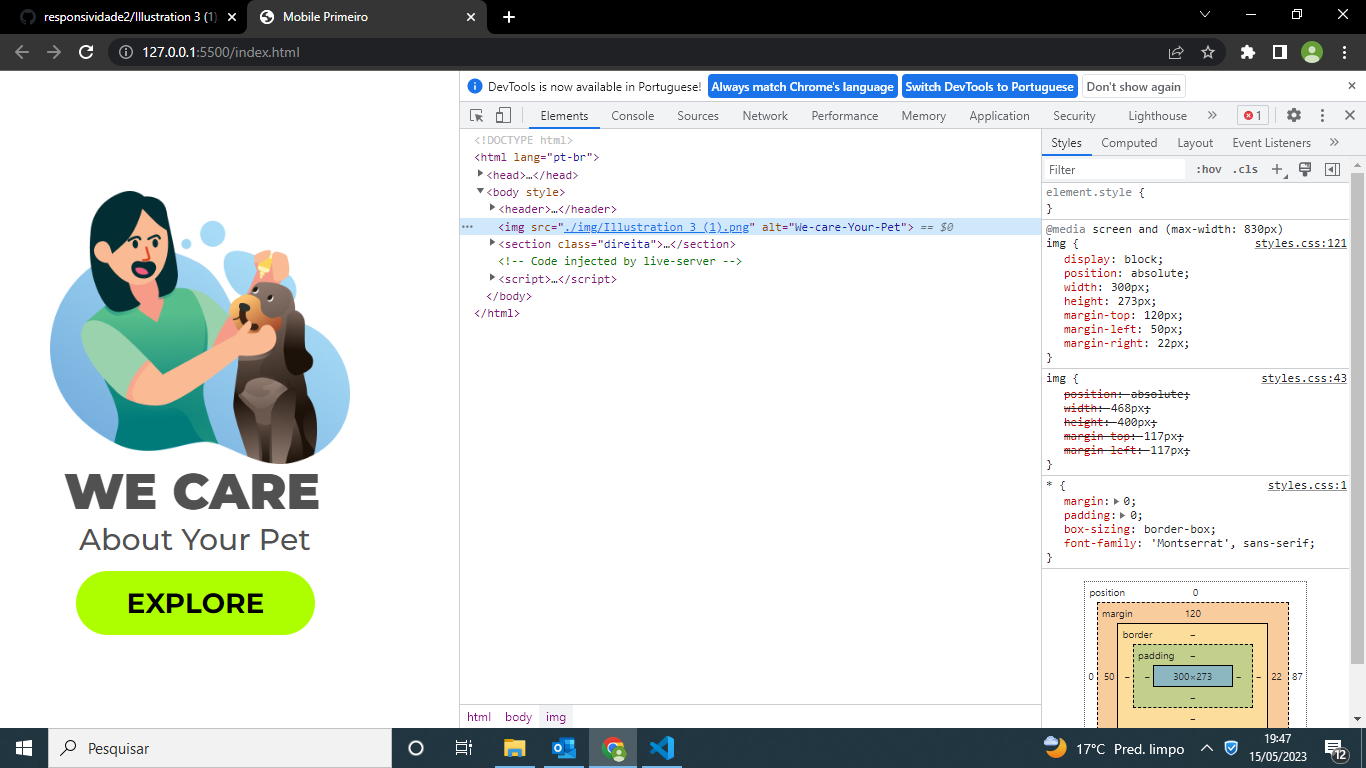 responsividade2/Illustration 3 (1)
Mobile Primeiro
127.0.0.1:5500/index.html
WE CARE
About Your Pet
EXPLORE
DevTools is now available in Portuguese!
Always match Chrome's language
Switch DevTools to Portuguese
Don't show again
Elements
Console
Sources
Network
Performance
Memory
Application
Security
Lighthouse
1
<!DOCTYPE html>
<html lang="pt-br">
<head>…</head>
<body style>
<header>…</header>
<img src="./img/Illustration 3 (1).png" alt="We-care-Your-Pet"> == $0
<section class="direita">…</section>
<!-- Code injected by live-server -->
<script>…</script>
</body>
</html>
html body img
Styles
Computed
Layout
Event Listeners
Filter
:hov .cls
element.style {
}
@media screen and (max-width: 830px)
img { styles.css:121
display: block;
position: absolute;
width: 300px;
height: 273px;
margin-top: 120px;
margin-left: 50px;
margin-right: 22px;
}
img { styles.css:43
position: absolute;
width: 468px;
height: 400px;
margin-top: 117px;
margin-left: 117px;
}
* { styles.css:1
margin: 0;
padding: 0;
box-sizing: border-box;
font-family: 'Montserrat', sans-serif;
}
position 0
margin 120
border –
padding –
0 50 – – 300×273 – – 22 87
–
–
Pesquisar
17°C Pred. limpo
19:47
15/05/2023
12